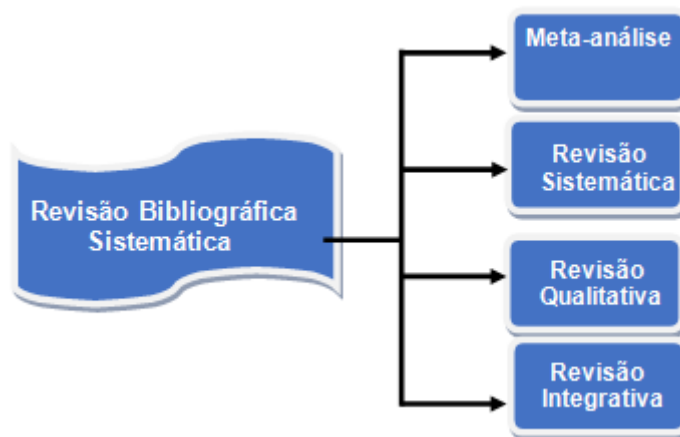 Revisão Bibliográfica
Sistemática
Meta-análise
Revisão
Sistemática
Revisão
Qualitativa
Revisão
Integrativa